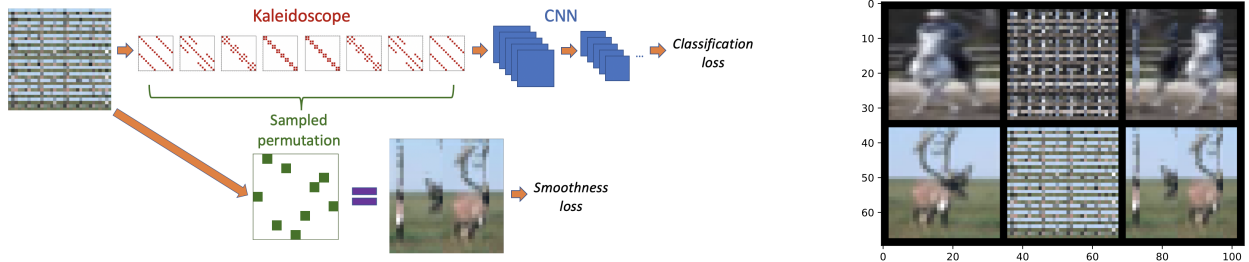 Kaleidoscope
CNN
...
Classification
loss
Sampled
permutation
Smoothness
loss
0
10
20
30
40
50
60
0
20
40
60
80
100